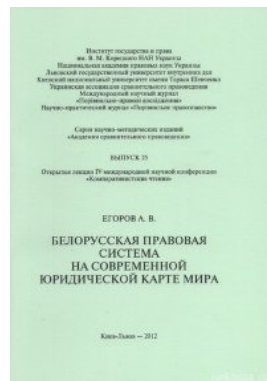 Институт государства и права
им. В. М. Корецкого НАН Украины
Национальная академия правовых наук Украины
Львовский государственный университет внутренних дел
Киевский национальный университет имени Тараса Шевченко
Украинская ассоциация сравнительного правоведения
Международный научный журнал
«Порівняльно-правові дослідження»
Научно-практический журнал «Порівняльне правознавство»
Серия научно-методических изданий
«Академия сравнительного правоведения»
ВЫПУСК 25
Открытая лекция IV международной научной конференции
«Компаративистские чтения»
ЕГОРОВ А. В.
БЕЛОРУССКАЯ ПРАВОВАЯ
СИСТЕМА
НА СОВРЕМЕННОЙ
ЮРИДИЧЕСКОЙ КАРТЕ МИРА
Киев-Львов — 2012